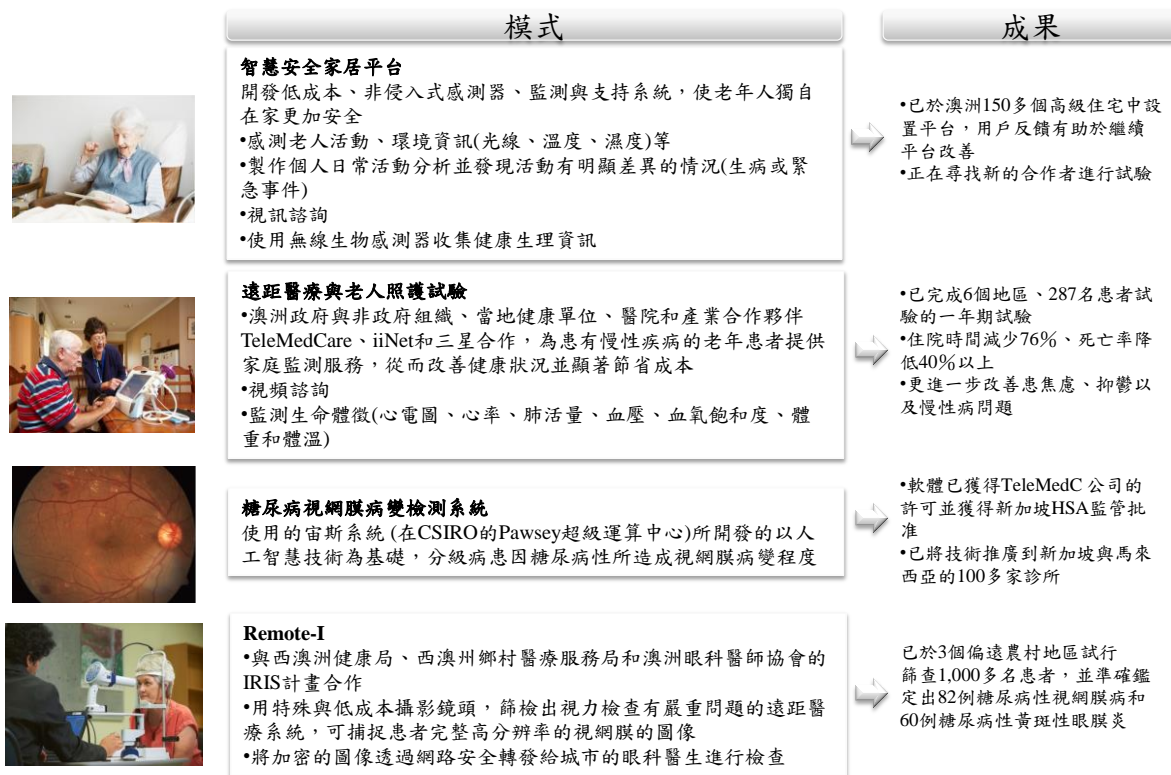 模式
成果
智慧安全家居平台
開發低成本、非侵入式感測器、監測與支持系統，使老年人獨自
在家更加安全
•感測老人活動、環境資訊(光線、溫度、濕度)等
•製作個人日常活動分析並發現活動有明顯差異的情況(生病或緊
急事件)
•視訊諮詢
•使用無線生物感測器收集健康生理資訊
•已於澳洲150多個高級住宅中設
置平台，用戶反饋有助於繼續
平台改善
•正在尋找新的合作者進行試驗
遠距醫療與老人照護試驗
•澳洲政府與非政府組織、當地健康單位、醫院和產業合作夥伴
TeleMedCare、iiNet和三星合作，為患有慢性疾病的老年患者提供
家庭監測服務，從而改善健康狀況並顯著節省成本
•視頻諮詢
•監測生命體徵(心電圖、心率、肺活量、血壓、血氧飽和度、體
重和體溫)
•已完成6個地區、287名患者試
驗的一年期試驗
•住院時間減少76%、死亡率降
低40%以上
•更進一步改善患焦慮、抑鬱以
及慢性病問題
糖尿病視網膜病變檢測系統
使用的宙斯系統 (在CSIRO的Pawsey超級運算中心)所開發的以人
工智慧技術為基礎，分級病患因糖尿病性所造成視網膜病變程度
•軟體已獲得TeleMedC 公司的
許可並獲得新加坡HSA監管批
准
•已將技術推廣到新加坡與馬來
西亞的100多家診所
Remote-I
•與西澳洲健康局、西澳州鄉村醫療服務局和澳洲眼科醫師協會的
IRIS計畫合作
•用特殊與低成本攝影鏡頭，篩檢出視力檢查有嚴重問題的遠距醫
療系統，可捕捉患者完整高分辨率的視網膜的圖像
•將加密的圖像透過網路安全轉發給城市的眼科醫生進行檢查
已於3個偏遠農村地區試行
篩查1,000多名患者，並準確鑑
定出82例糖尿病性視網膜病和
60例糖尿病性黃斑性眼膜炎